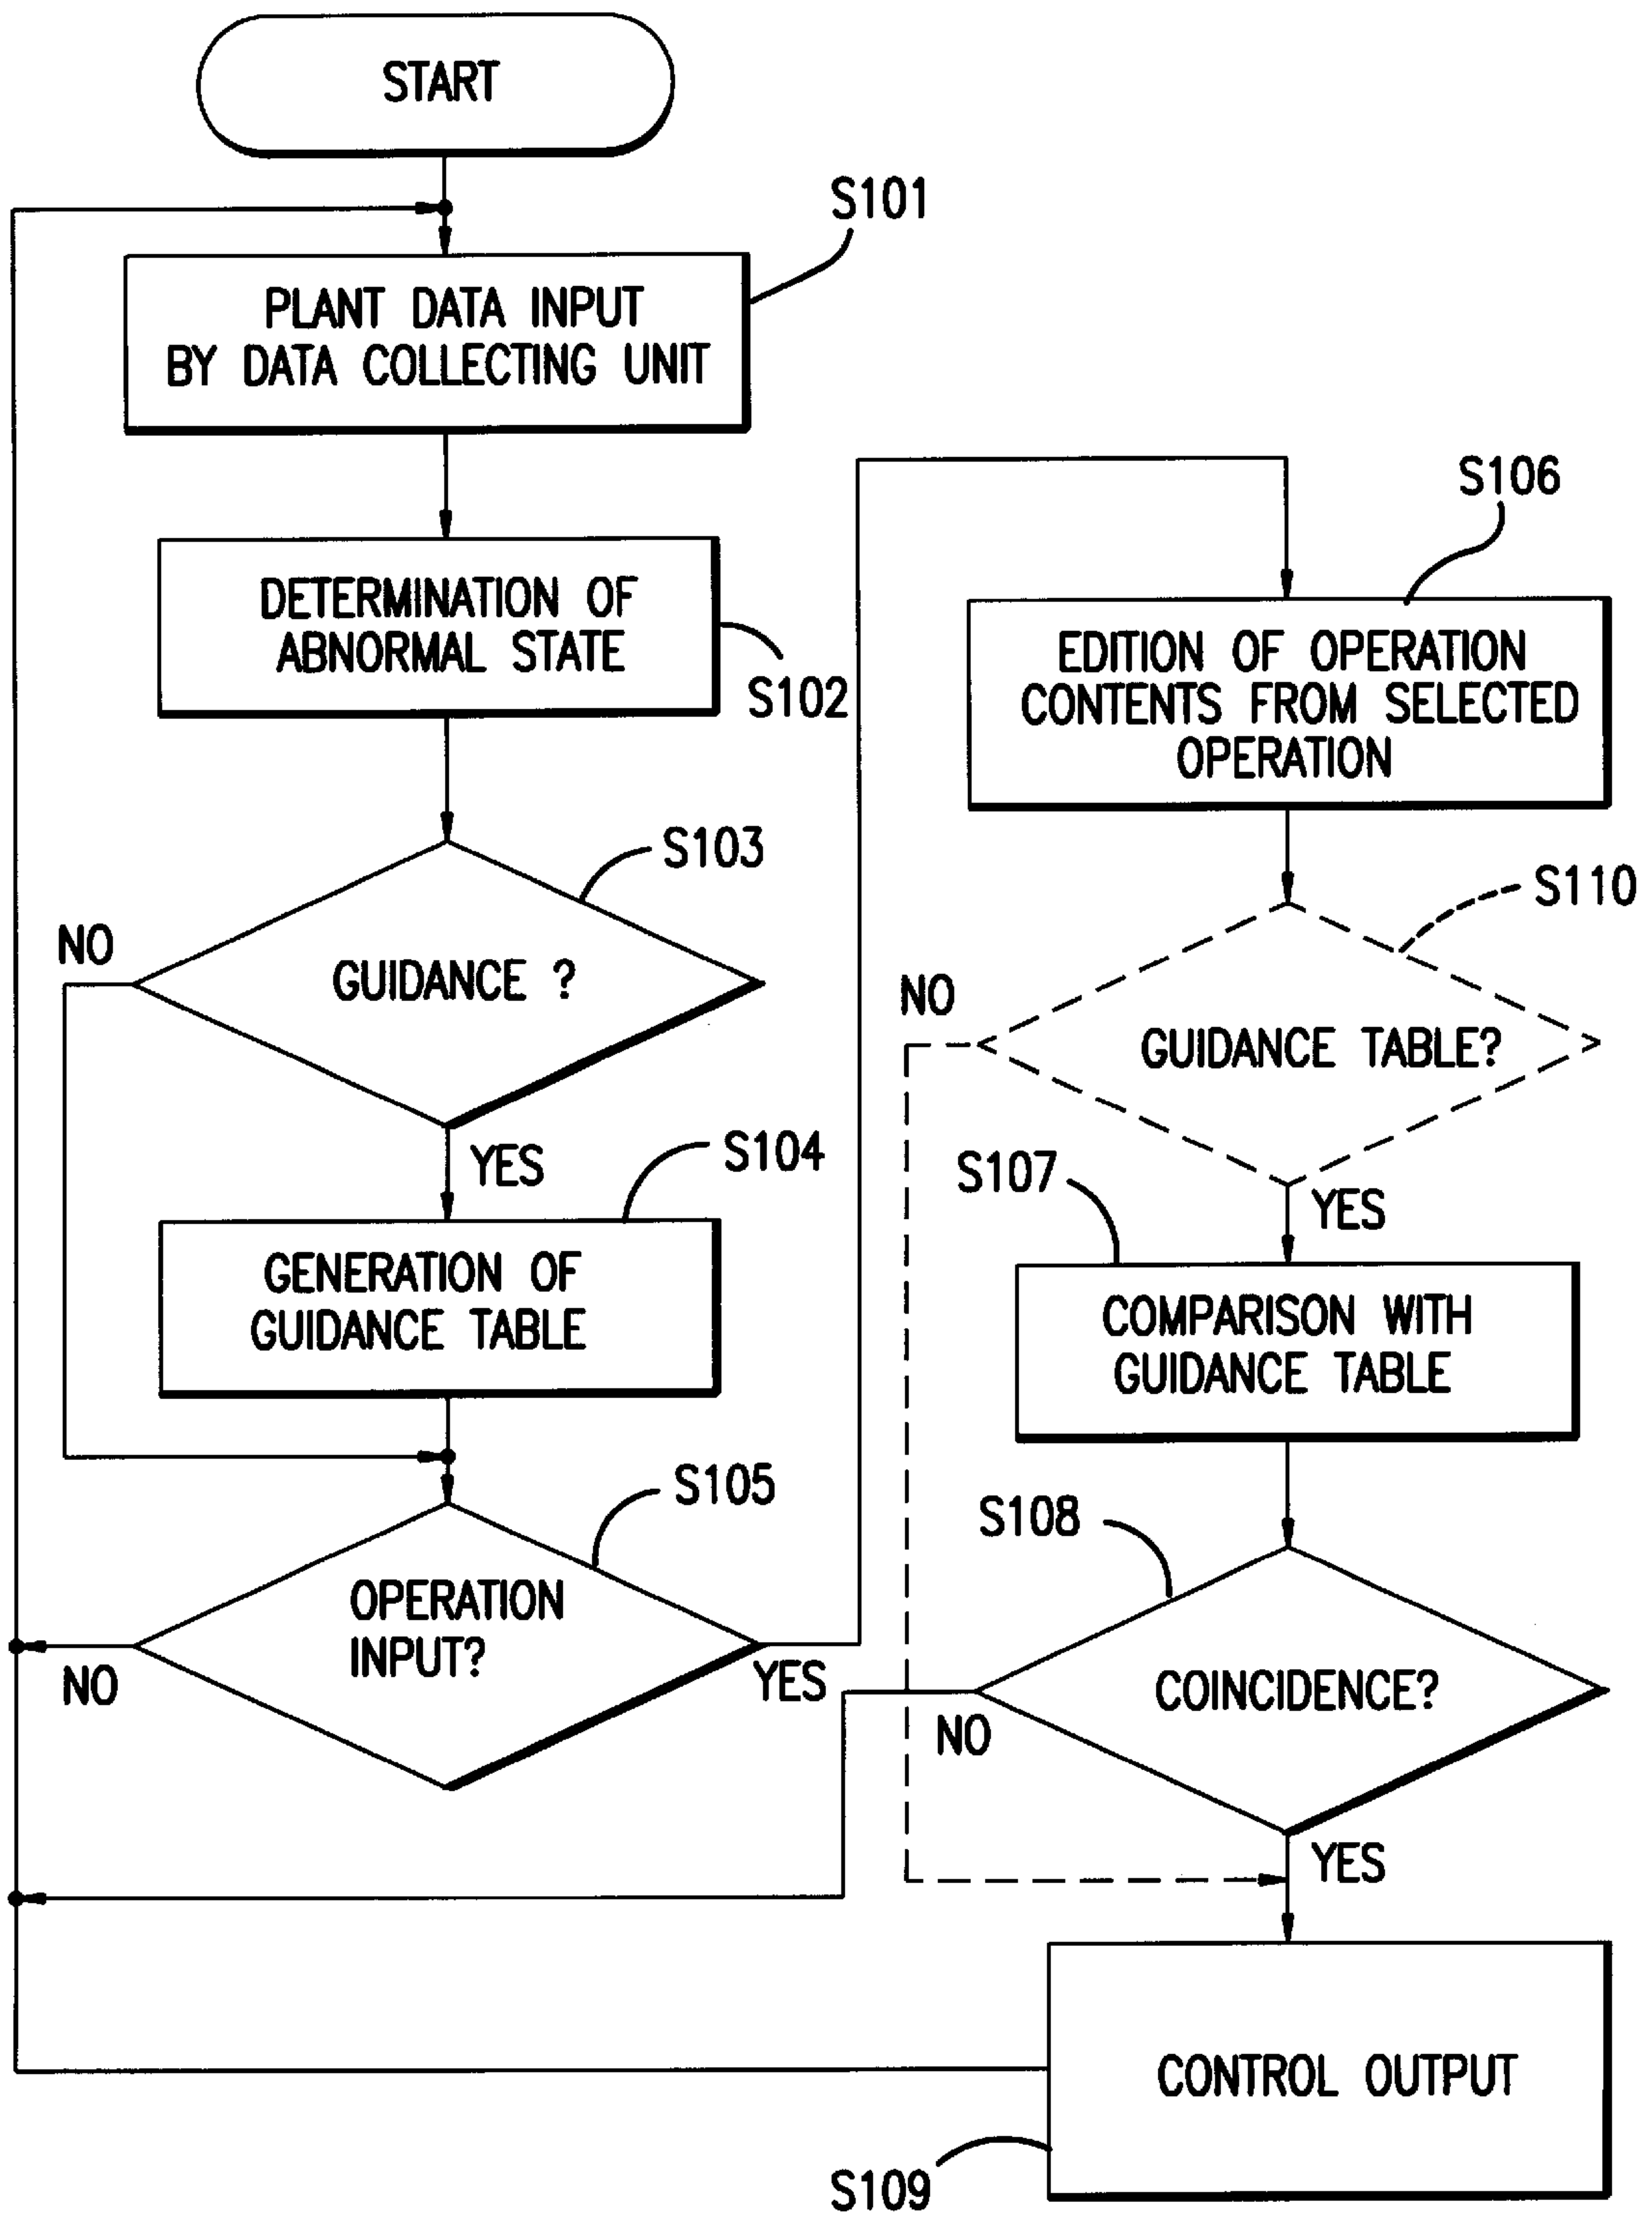 START
S101
PLANT DATA INPUT
BY DATA COLLECTING UNIT
DETERMINATION OF
ABNORMAL STATE
S102
S103
GUIDANCE ?
NO
YES
S104
GENERATION OF
GUIDANCE TABLE
S105
OPERATION
INPUT?
NO
YES
S106
EDITION OF OPERATION
CONTENTS FROM SELECTED
OPERATION
S110
NO
GUIDANCE TABLE?
YES
S107
COMPARISON WITH
GUIDANCE TABLE
S108
COINCIDENCE?
NO
YES
CONTROL OUTPUT
S109